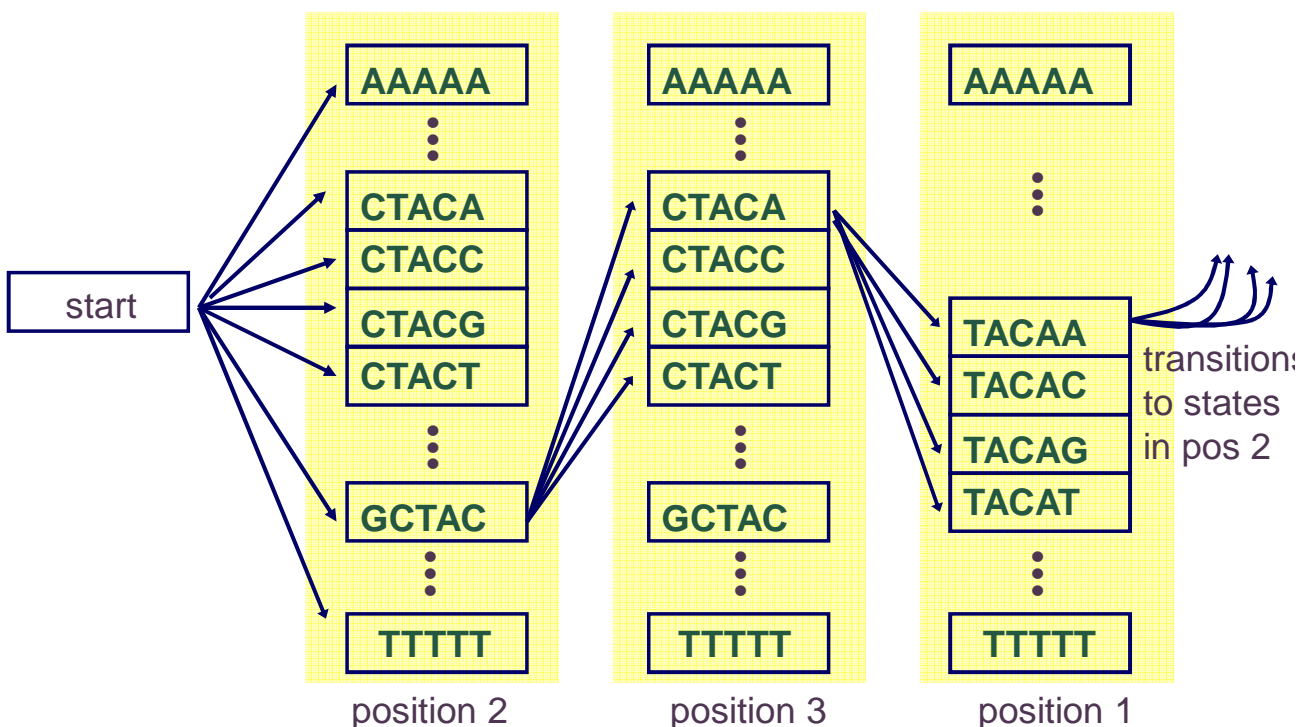 start
AAAAA
CTACA
CTACC
CTACG
CTACT
GCTAC
TTTTT
position 2
AAAAA
CTACA
CTACC
CTACG
CTACT
GCTAC
TTTTT
position 3
AAAAA
TACAA
TACAC
TACAG
TACAT
TTTTT
position 1
transitions
to states
in pos 2